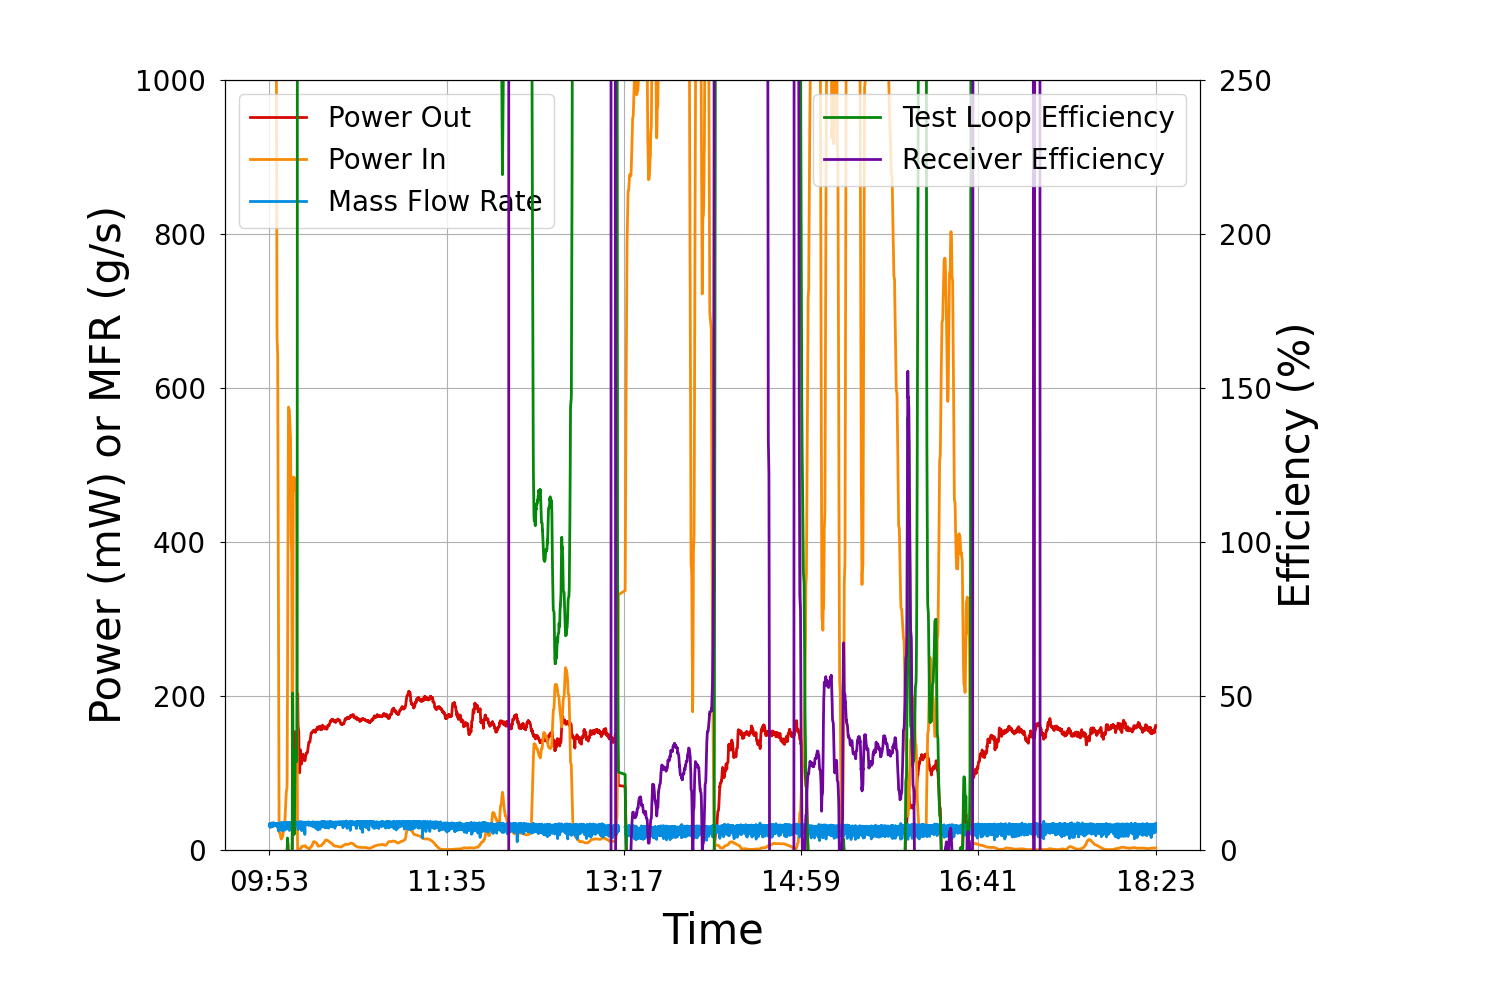 1000
800
600
400
200
0
Power (mW) or MFR (g/s)
Power Out
Power In
Mass Flow Rate
Test Loop Efficiency
Receiver Efficiency
250
200
150
100
50
0
Efficiency (%)
09:53 11:35 13:17 14:59 16:41 18:23
Time